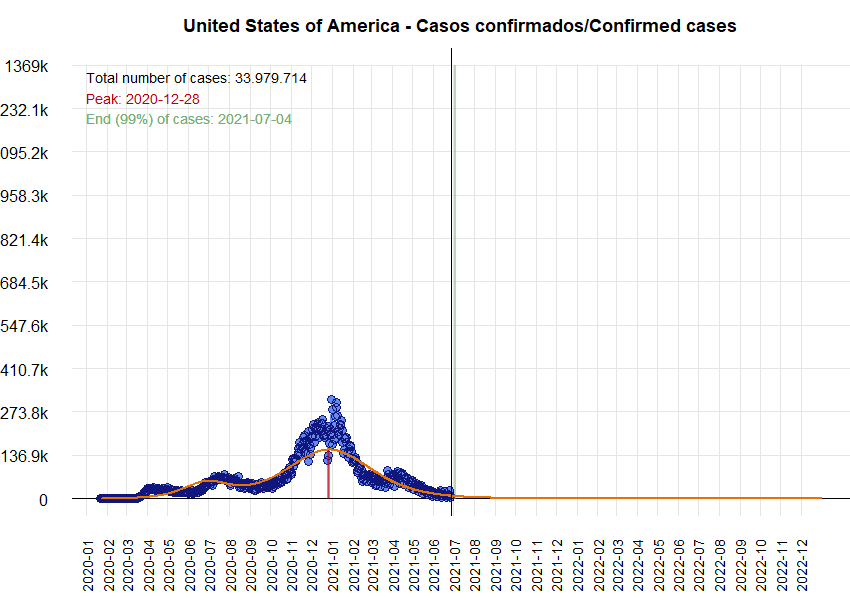 United States of America - Casos confirmados/Confirmed cases
1369k
232.1k
095.2k
958.3k
821.4k
684.5k
547.6k
410.7k
273.8k
136.9k
0
Total number of cases: 33.979.714
Peak: 2020-12-28
End (99%) of cases: 2021-07-04
2020-01
2020-02
2020-03
2020-04
2020-05
2020-06
2020-07
2020-08
2020-09
2020-10
2020-11
2020-12
2021-01
2021-02
2021-03
2021-04
2021-05
2021-06
2021-07
2021-08
2021-09
2021-10
2021-11
2021-12
2022-01
2022-02
2022-03
2022-04
2022-05
2022-06
2022-07
2022-08
2022-09
2022-10
2022-11
2022-12